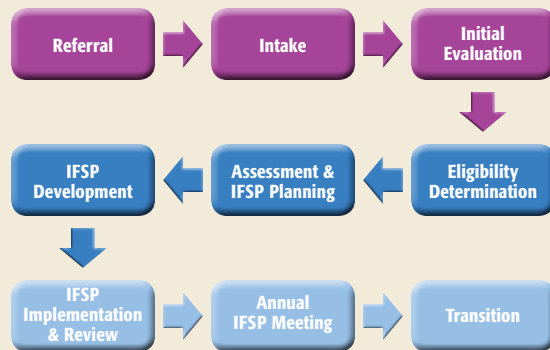 Referral
Intake
Initial
Evaluation
Eligibility
Determination
Assessment &
IFSP Planning
IFSP
Development
IFSP
Implementation
& Review
Annual
IFSP Meeting
Transition